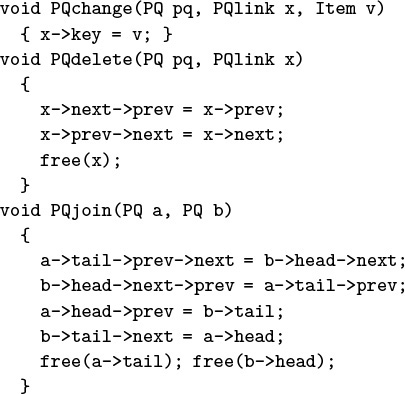 void PQchange(PQ pq, PQlink x, Item v)
  { x->key = v; }
void PQdelete(PQ pq, PQlink x)
  {
    x->next->prev = x->prev;
    x->prev->next = x->next;
    free(x);
  }
void PQjoin(PQ a, PQ b)
  {
    a->tail->prev->next = b->head->next;
    b->head->next->prev = a->tail->prev;
    a->head->prev = b->tail;
    b->tail->next = a->head;
    free(a->tail); free(b->head);
  }